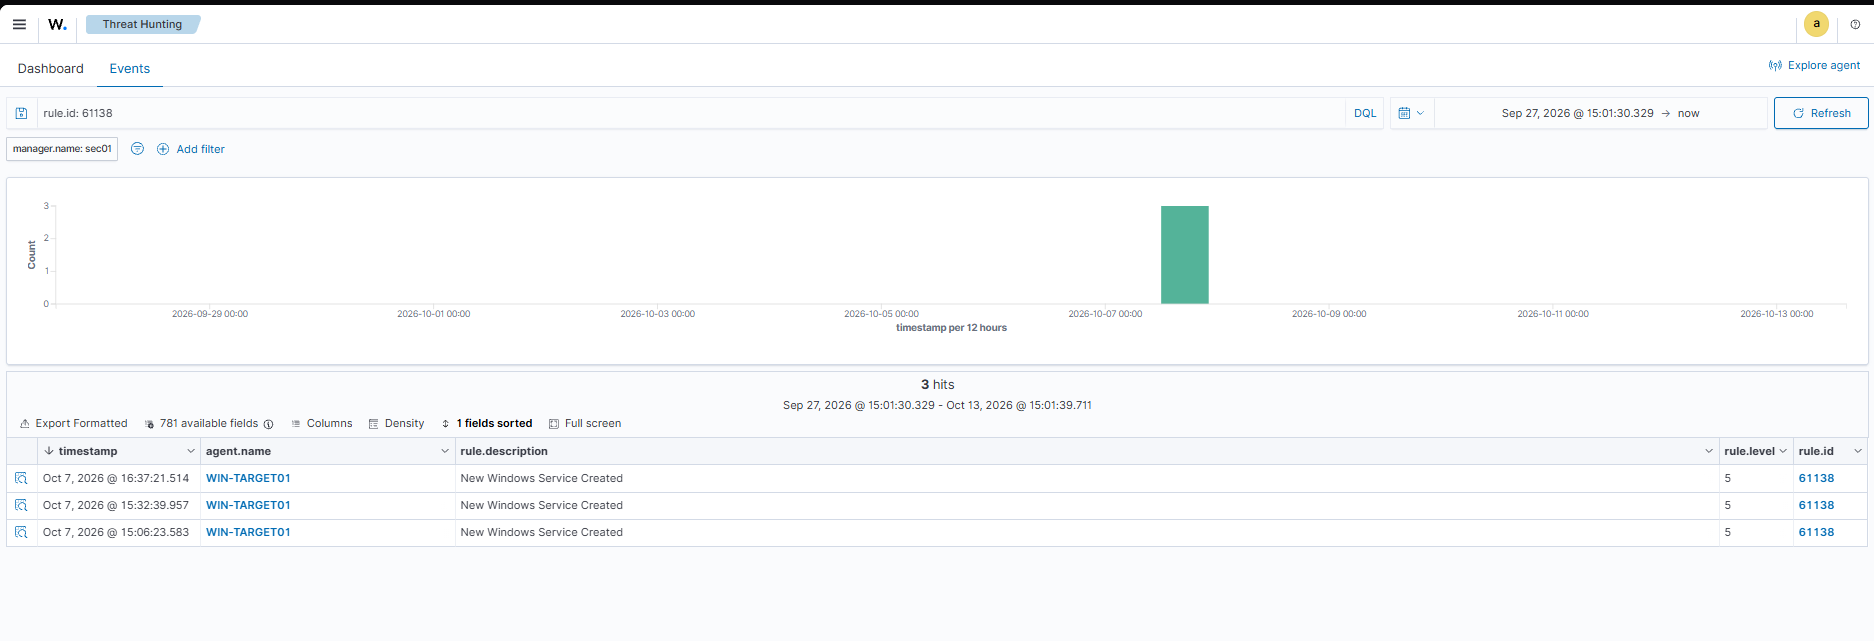 W. Threat Hunting a
Dashboard Events Explore agent
rule.id: 61138 DQL Sep 27, 2026 @ 15:01:30.329 → now Refresh
manager.name: sec01 Add filter
3
2
1
0
Count
2026-09-29 00:00 2026-10-01 00:00 2026-10-03 00:00 2026-10-05 00:00 2026-10-07 00:00 2026-10-09 00:00 2026-10-11 00:00 2026-10-13 00:00
timestamp per 12 hours
3 hits
Sep 27, 2026 @ 15:01:30.329 - Oct 13, 2026 @ 15:01:39.711
Export Formatted 781 available fields Columns Density 1 fields sorted Full screen
timestamp agent.name rule.description rule.level rule.id
Oct 7, 2026 @ 16:37:21.514 WIN-TARGET01 New Windows Service Created 5 61138
Oct 7, 2026 @ 15:32:39.957 WIN-TARGET01 New Windows Service Created 5 61138
Oct 7, 2026 @ 15:06:23.583 WIN-TARGET01 New Windows Service Created 5 61138